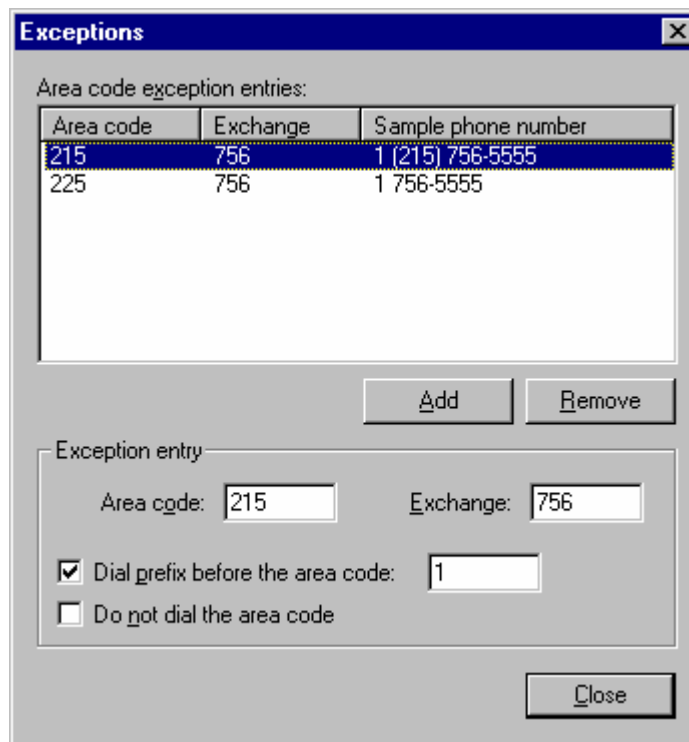 Exceptions
Area code exception entries:
Area code Exchange Sample phone number
215 756 1 (215) 756-5555
225 756 1 756-5555
Add Remove
Exception entry
Area code: 215 Exchange: 756
Dial prefix before the area code: 1
Do not dial the area code
Close